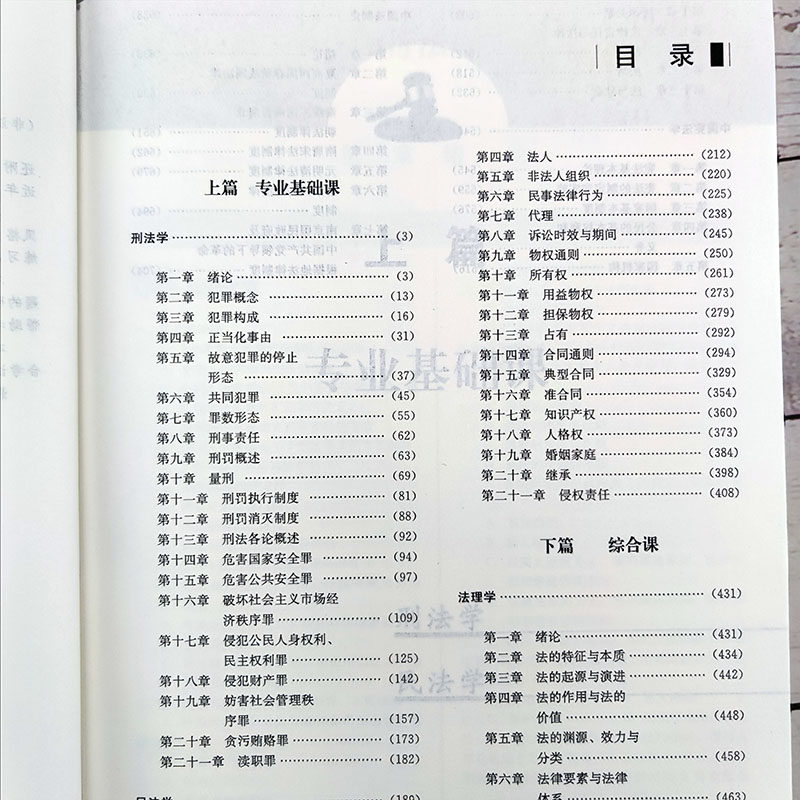 目 录
上篇 专业基础课
刑法学 (3)
第一章 绪论 (3)
第二章 犯罪概念 (13)
第三章 犯罪构成 (16)
第四章 正当化事由 (31)
第五章 故意犯罪的停止
形态 (37)
第六章 共同犯罪 (45)
第七章 罪数形态 (55)
第八章 刑事责任 (62)
第九章 刑罚概述 (63)
第十章 量刑 (69)
第十一章 刑罚执行制度 (81)
第十二章 刑罚消灭制度 (88)
第十三章 刑法各论概述 (92)
第十四章 危害国家安全罪 (94)
第十五章 危害公共安全罪 (97)
第十六章 破坏社会主义市场经
济秩序罪 (109)
第十七章 侵犯公民人身权利、
民主权利罪 (125)
第十八章 侵犯财产罪 (142)
第十九章 妨害社会管理秩
序罪 (157)
第二十章 贪污贿赂罪 (173)
第二十一章 渎职罪 (182)
民法学 (189)
第四章 法人 (212)
第五章 非法人组织 (220)
第六章 民事法律行为 (225)
第七章 代理 (238)
第八章 诉讼时效与期间 (245)
第九章 物权通则 (250)
第十章 所有权 (261)
第十一章 用益物权 (273)
第十二章 担保物权 (279)
第十三章 占有 (292)
第十四章 合同通则 (294)
第十五章 典型合同 (329)
第十六章 准合同 (354)
第十七章 知识产权 (360)
第十八章 人格权 (373)
第十九章 婚姻家庭 (384)
第二十章 继承 (398)
第二十一章 侵权责任 (408)
下篇 综合课
法理学 (431)
第一章 绪论 (431)
第二章 法的特征与本质 (434)
第三章 法的起源与演进 (442)
第四章 法的作用与法的
价值 (448)
第五章 法的渊源、效力与
分类 (458)
第六章 法律要素与法律
体系 (463)